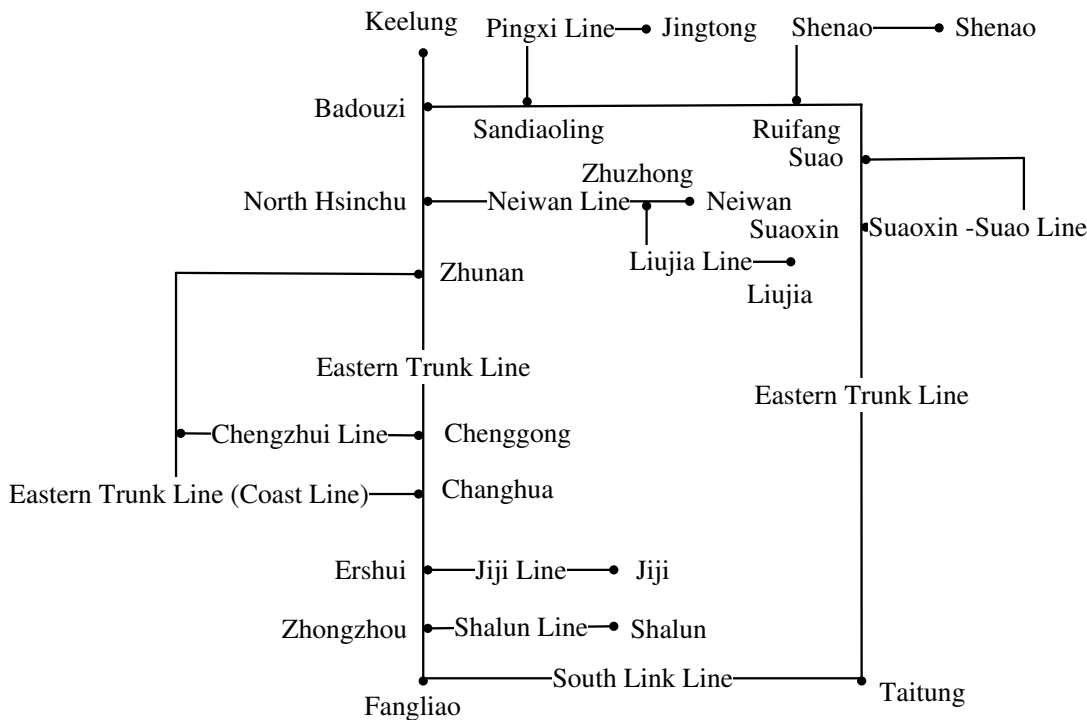 Keelung
Pingxi Line
Jingtong
Shenao
Shenao
Badouzi
Sandiaoling
Ruifang
Suao
Zhuzhong
North Hsinchu
Neiwan Line
Neiwan
Suaoxin
Suaoxin -Suao Line
Liujia Line
Zhunan
Liujia
Eastern Trunk Line
Eastern Trunk Line
Chengzhui Line
Chenggong
Eastern Trunk Line (Coast Line)
Changhua
Ershui
Jiji Line
Jiji
Zhongzhou
Shalun Line
Shalun
South Link Line
Fangliao
Taitung